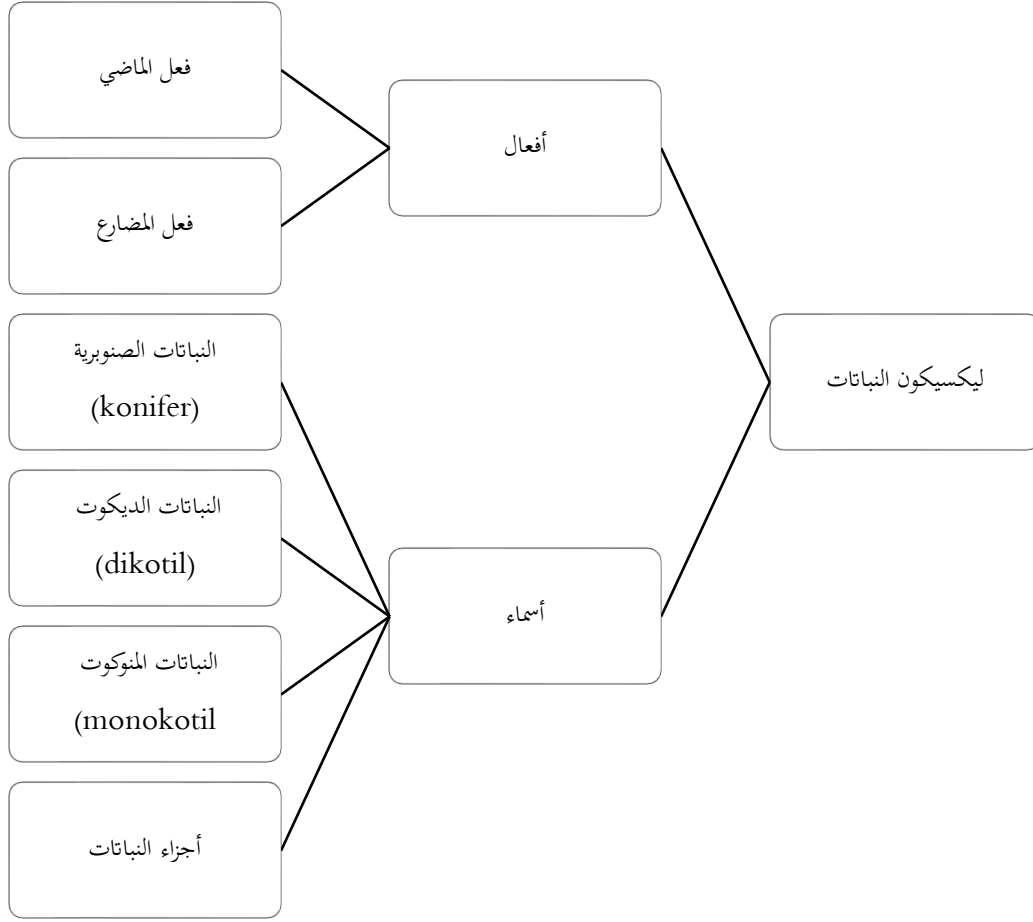 ليكسيكون النباتات
أفعال
فعل الماضي
فعل المضارع
أسماء
النباتات الصنوبرية
(konifer)
النباتات الديكوت
(dikotil)
النباتات المنوكوت
(monokotil
أجزاء النباتات